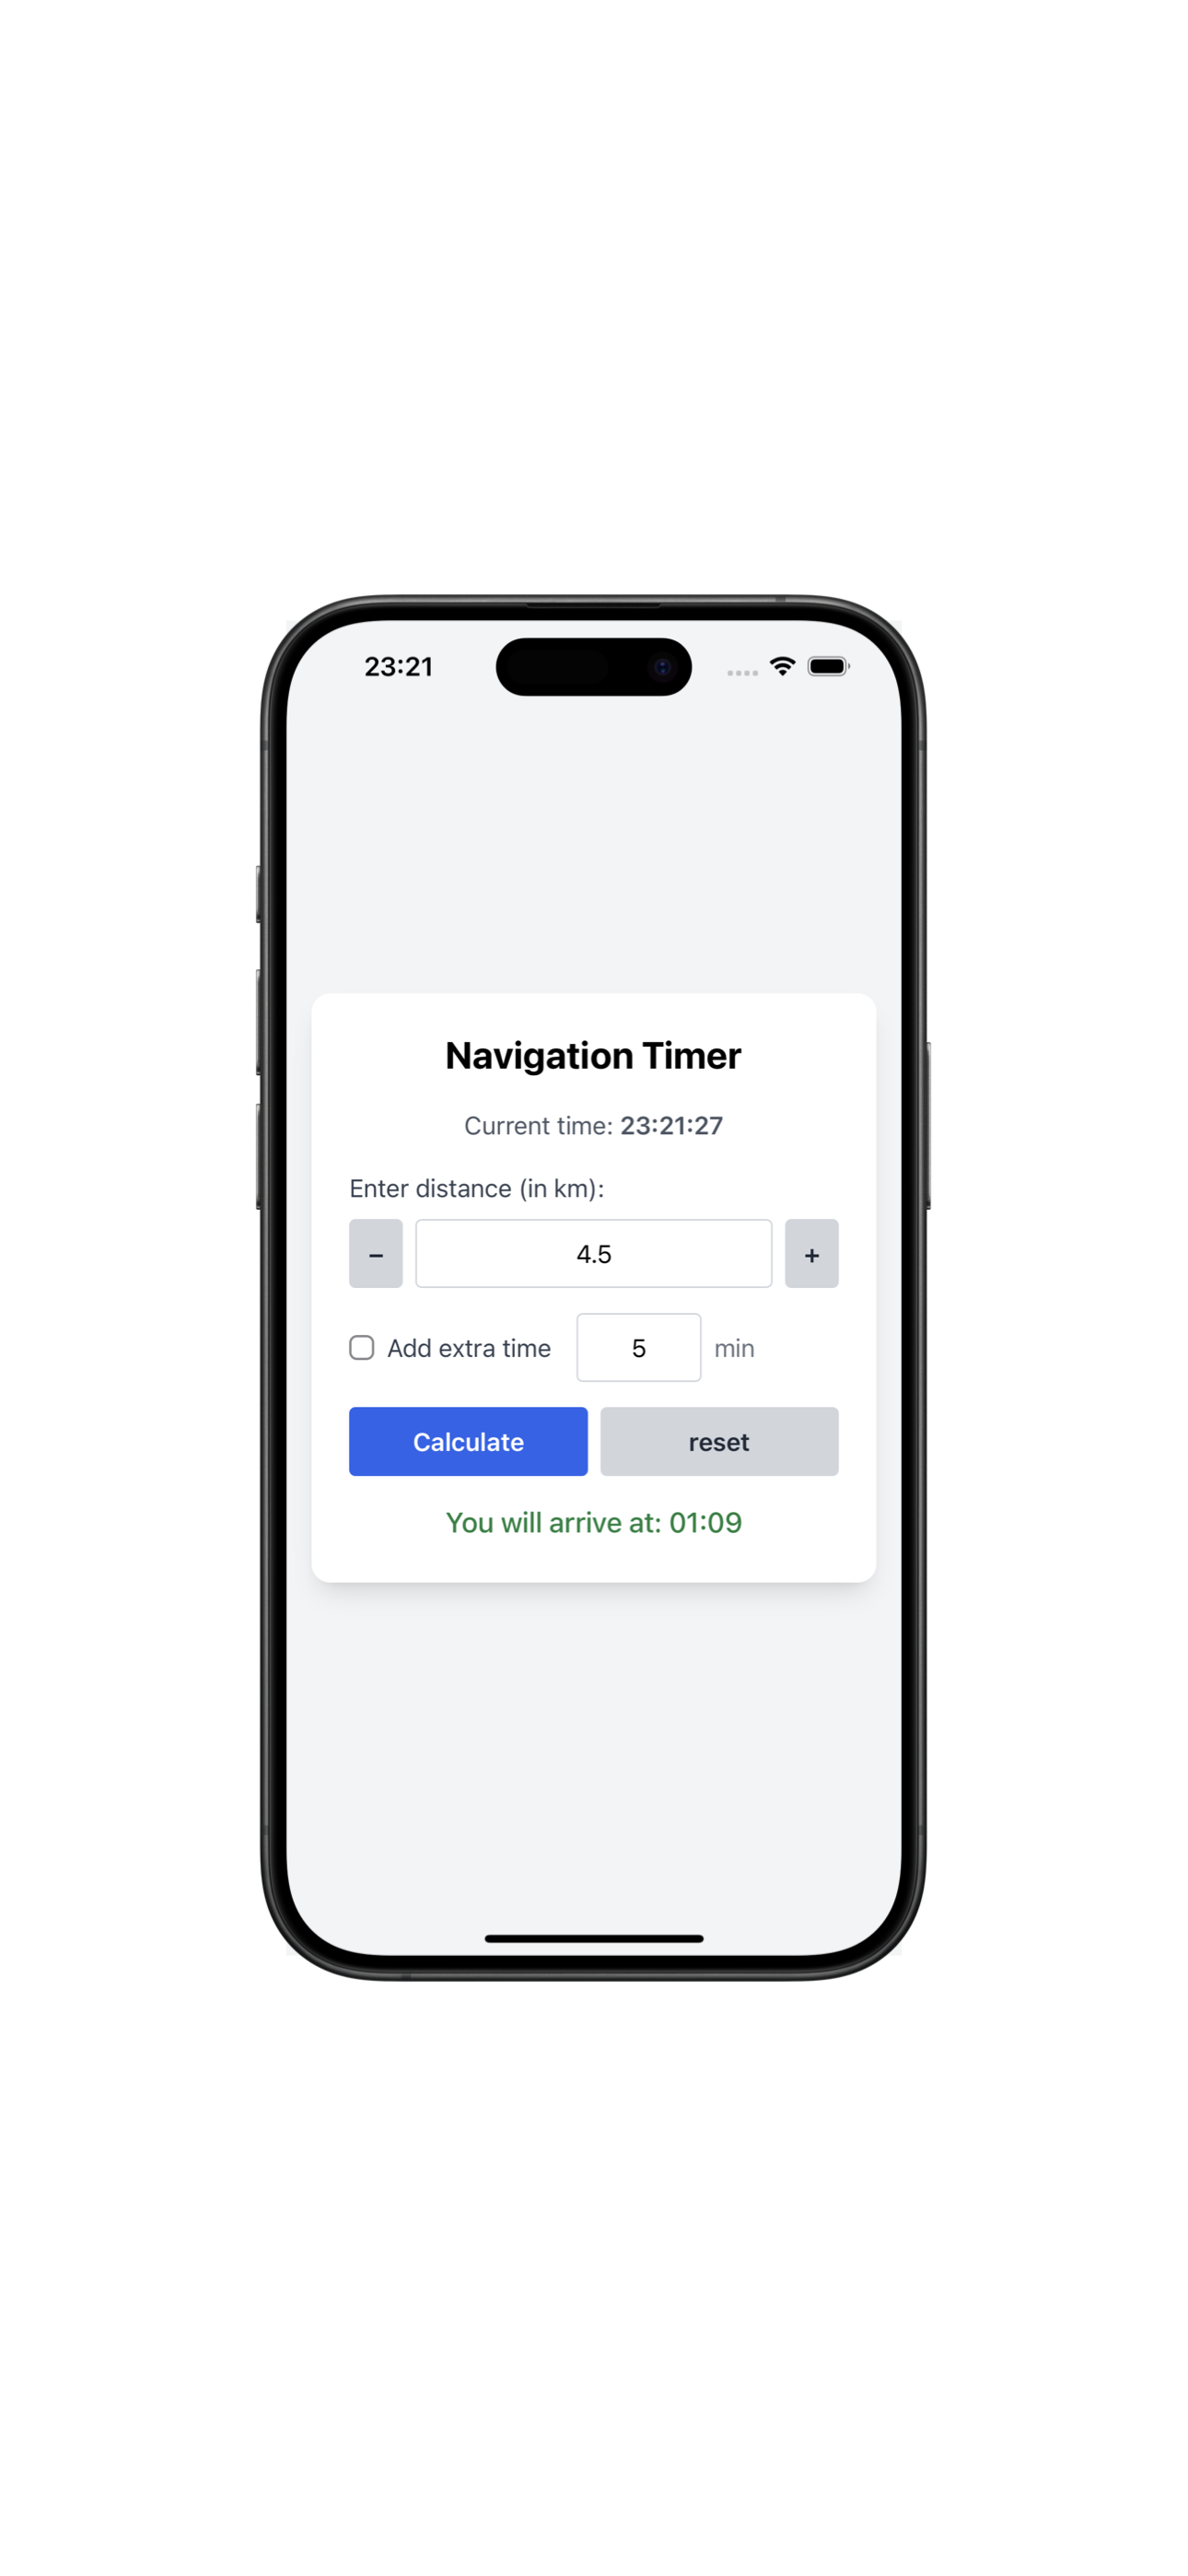 23:21
Navigation Timer
Current time: 23:21:27
Enter distance (in km):
– 4.5 +
Add extra time 5 min
Calculate reset
You will arrive at: 01:09